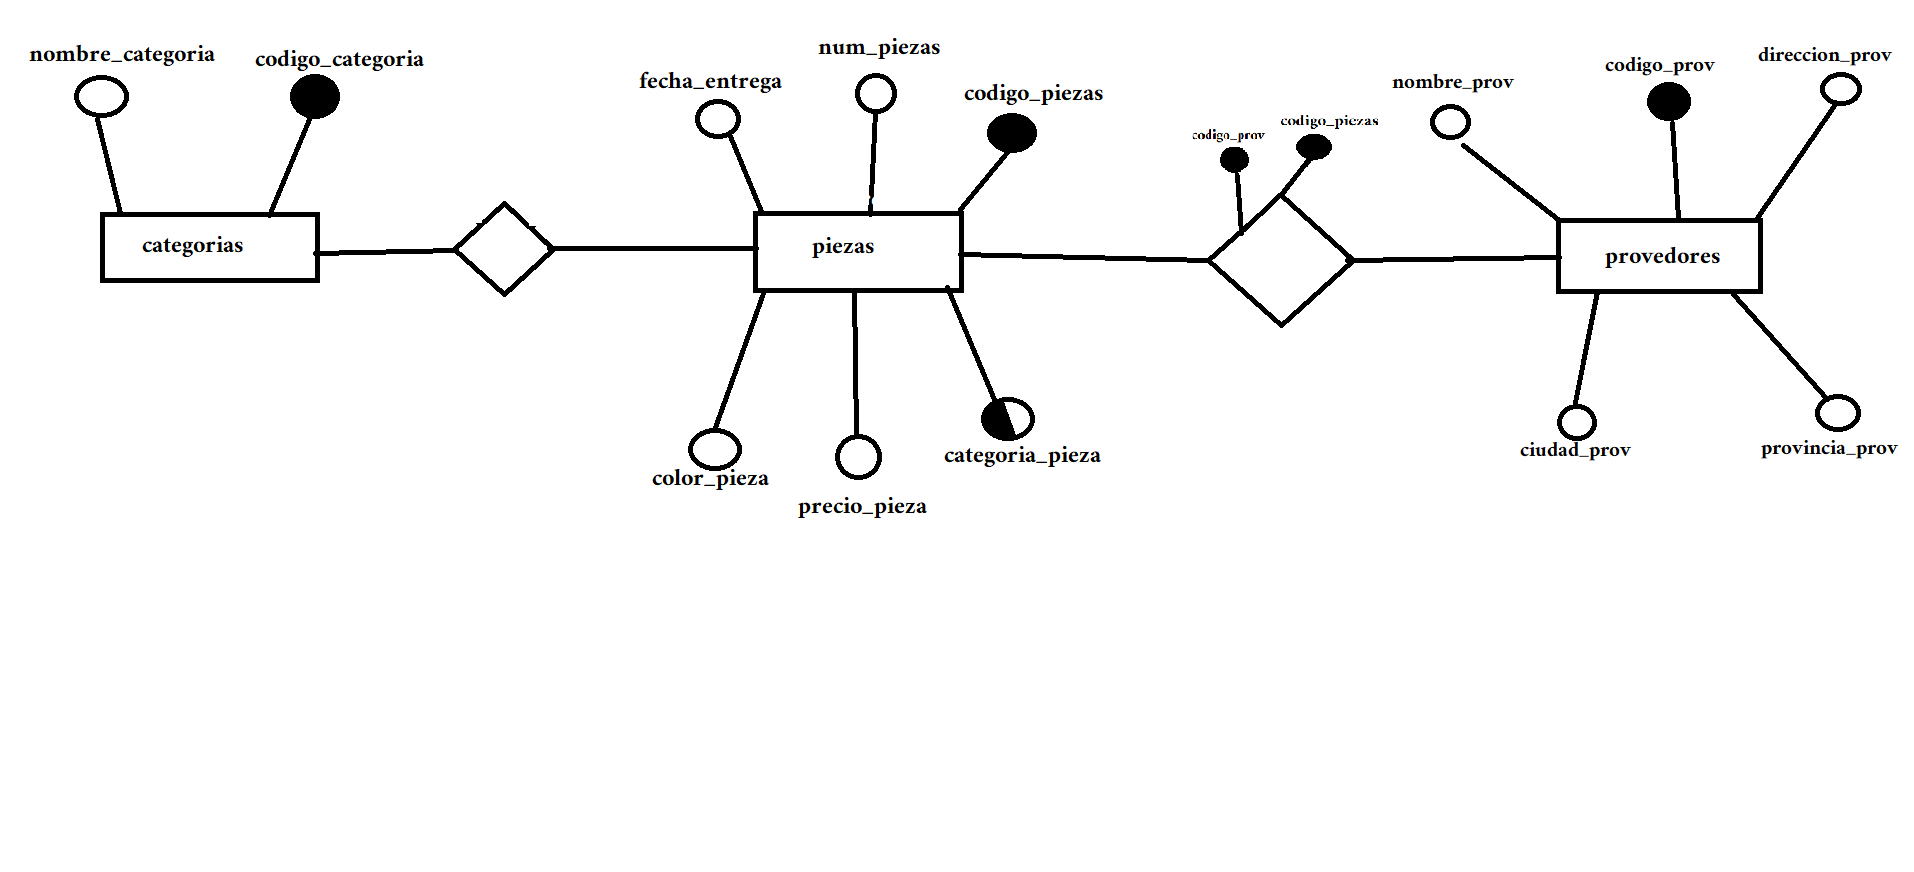 nombre_categoria
codigo_categoria
fecha_entrega
num_piezas
codigo_piezas
codigo_prov
codigo_piezas
nombre_prov
codigo_prov
direccion_prov
categorias
piezas
provedores
color_pieza
precio_pieza
categoria_pieza
ciudad_prov
provincia_prov